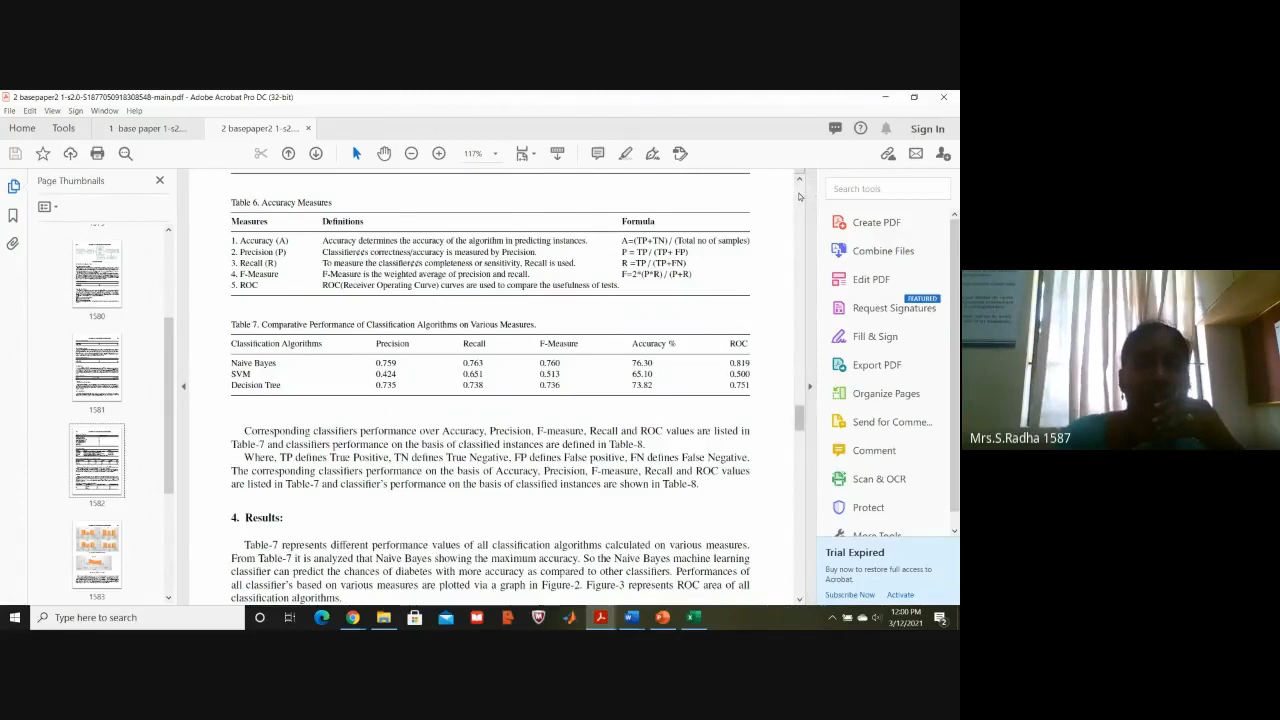 2 basepaper2 1-s2.0-S1877050918308548-main.pdf - Adobe Acrobat Pro DC (32-bit)
File Edit View Sign Window Help
Home Tools 1 base paper 1-s2... 2 basepaper2 1-s2.... × Sign In
117%
Page Thumbnails
Search tools
1580
1581
1582
1583
Table 6. Accuracy Measures
Measures Definitions Formula
1. Accuracy (A) Accuracy determines the accuracy of the algorithm in predicting instances. A=(TP+TN) / (Total no of samples)
2. Precision (P) Classifier¢¢s correctness/accuracy is measured by Precision. P = TP / (TP+ FP)
3. Recall (R) To measure the classifier¢¢s completeness or sensitivity, Recall is used. R =TP / (TP+FN)
4. F-Measure F-Measure is the weighted average of precision and recall. F=2*(P*R) / (P+R)
5. ROC ROC(Receiver Operating Curve) curves are used to compare the usefulness of tests.
Table 7. Comparative Performance of Classification Algorithms on Various Measures.
Classification Algorithms Precision Recall F-Measure Accuracy % ROC
Naive Bayes 0.759 0.763 0.760 76.30 0.819
SVM 0.424 0.651 0.513 65.10 0.500
Decision Tree 0.735 0.738 0.736 73.82 0.751
Corresponding classifiers performance over Accuracy, Precision, F-measure, Recall and ROC values are listed in
Table-7 and classifiers performance on the basis of classified instances are defined in Table-8.
Where, TP defines True Positive, TN defines True Negative, FP defines False positive, FN defines False Negative.
The corresponding classifiers performance on the basis of Accuracy, Precision, F-measure, Recall and ROC values
are listed in Table-7 and classifier's performance on the basis of classified instances are shown in Table-8.
4. Results:
Table-7 represents different performance values of all classification algorithms calculated on various measures.
From Table-7 it is analyzed that Naive Bayes showing the maximum accuracy. So the Naive Bayes machine learning
classifier can predict the chances of diabetes with more accuracy as compared to other classifiers. Performances of
all classifier's based on various measures are plotted via a graph in Figure-2. Figure-3 represents ROC area of all
classification algorithms.
Create PDF
Combine Files
Edit PDF
FEATURED
Request Signatures
Fill & Sign
Export PDF
Organize Pages
Send for Comme...
Comment
Scan & OCR
Protect
More Tools
Trial Expired
Buy now to restore full access to
Acrobat.
Subscribe Now Activate
Type here to search
12:00 PM
3/12/2021
2
Mrs.S.Radha 1587